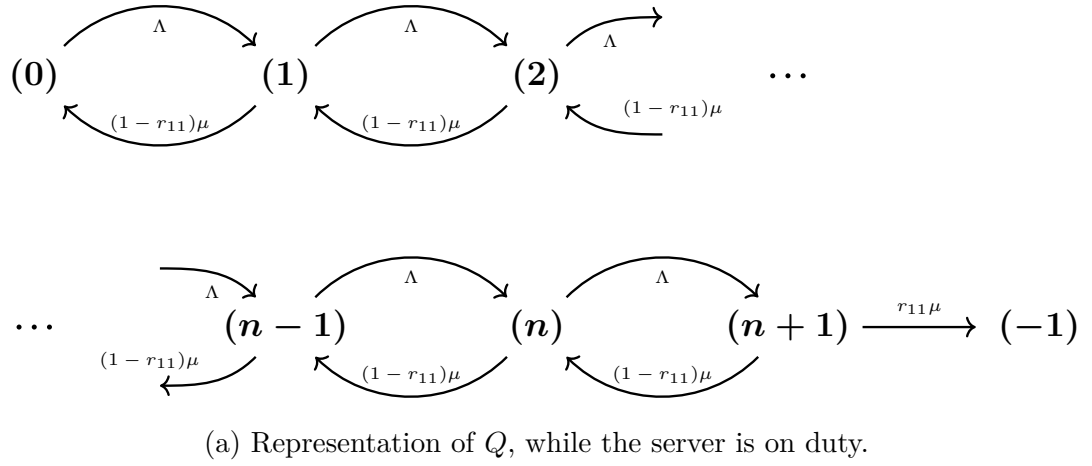 Λ Λ Λ
(0) (1) (2) ⋯
(1 − r₁₁)μ (1 − r₁₁)μ (1 − r₁₁)μ
Λ Λ Λ
⋯ (n − 1) (n) (n + 1) r₁₁μ (−1)
(1 − r₁₁)μ (1 − r₁₁)μ (1 − r₁₁)μ
(a) Representation of Q, while the server is on duty.